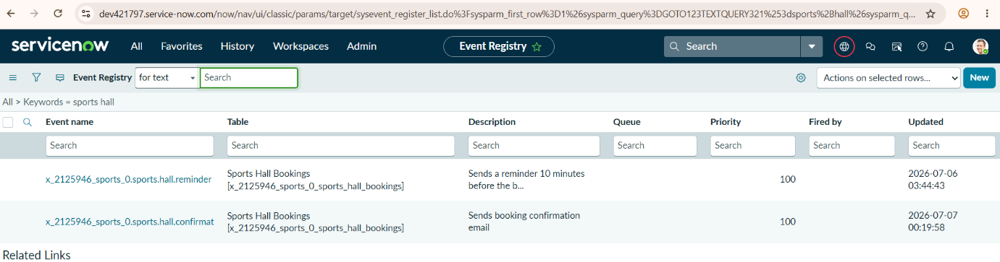 dev421797.service-now.com/now/nav/ui/classic/params/target/sysevent_register_list.do%3Fsysparm_first_row%3D1%26sysparm_query%3DGOTO123TEXTQUERY321%253dsports%2Bhall%26sysparm_q...
servicenow All Favorites History Workspaces Admin Event Registry Search
Event Registry for text Search Actions on selected rows... New
All > Keywords = sports hall
Event name Table Description Queue Priority Fired by Updated
Search Search Search Search Search Search Search
x_2125946_sports_0.sports.hall.reminder Sports Hall Bookings [x_2125946_sports_0_sports_hall_bookings] Sends a reminder 10 minutes before the b... 100 2026-07-06 03:44:43
x_2125946_sports_0.sports.hall.confirmat Sports Hall Bookings [x_2125946_sports_0_sports_hall_bookings] Sends booking confirmation email 100 2026-07-07 00:19:58
Related Links